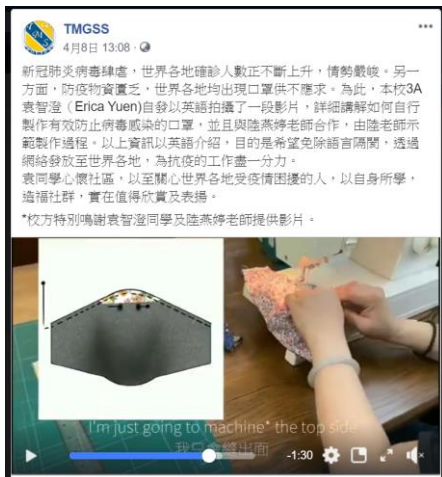 TMGSS
4月8日 13:08
新冠肺炎病毒肆虐，世界各地確診人數正不斷上升，情勢嚴峻。另一
方面，防疫物資匱乏，世界各地均出現口罩供不應求。為此，本校3A
袁智澄（Erica Yuen)自發以英語拍攝了一段影片，詳細講解如何自行
製作有效防止病毒感染的口罩，並且與陸燕婷老師合作，由陸老師示
範製作過程。以上資訊以英語介紹，目的是希望免除語言隔閡，透過
網絡發放至世界各地，為抗疫的工作盡一分力。
袁同學心懷社區，以至關心世界各地受疫情困擾的人，以自身所學，
造福社群，實在值得欣賞及表揚。
*校方特別鳴謝袁智澄同學及陸燕婷老師提供影片。
I'm just going to machine* the top side
我只會縫出面
-1:30